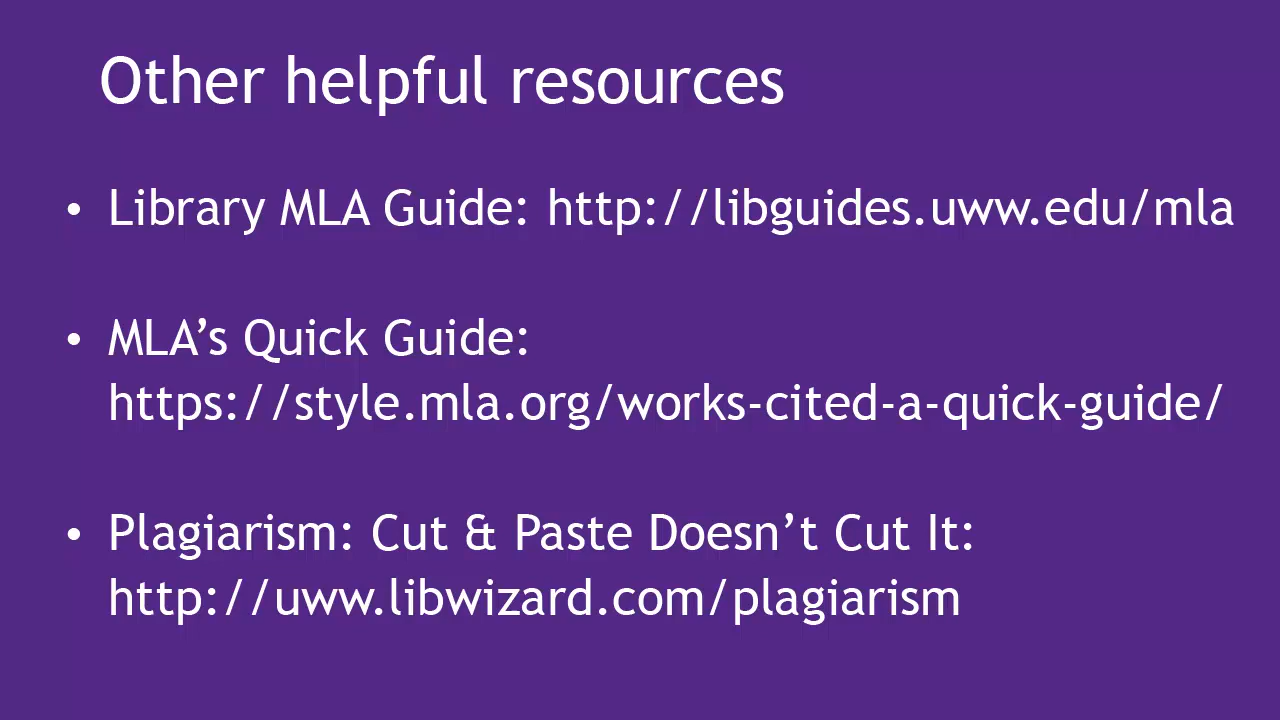 Other helpful resources
• Library MLA Guide: http://libguides.uww.edu/mla
• MLA’s Quick Guide:
https://style.mla.org/works-cited-a-quick-guide/
• Plagiarism: Cut & Paste Doesn’t Cut It:
http://uww.libwizard.com/plagiarism